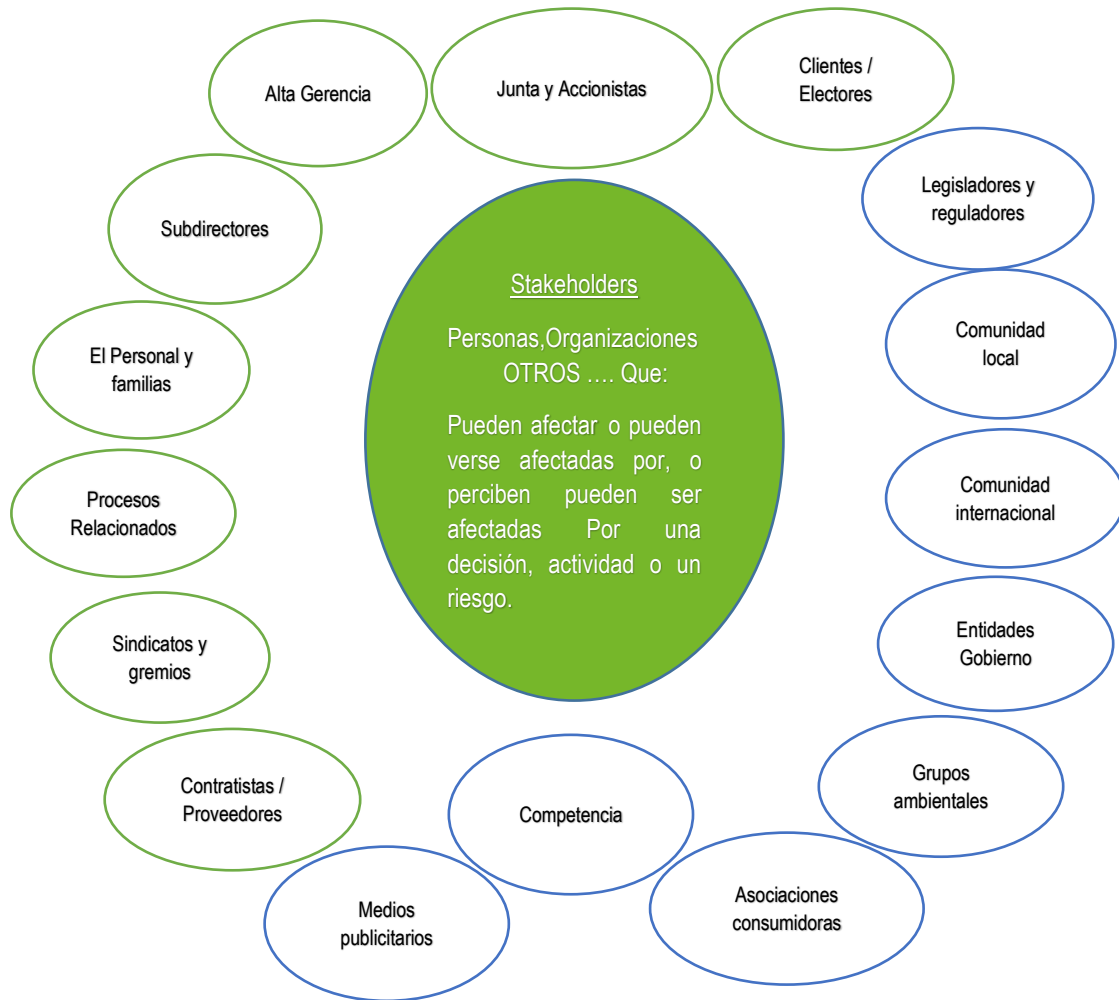 Alta Gerencia
Junta y Accionistas
Clientes /
Electores
Legisladores y
reguladores
Subdirectores
Stakeholders
Personas,Organizaciones
OTROS .... Que:
Pueden afectar o pueden
verse afectadas por, o
perciben pueden ser
afectadas Por una
decisión, actividad o un
riesgo.
Comunidad
local
El Personal y
familias
Comunidad
internacional
Procesos
Relacionados
Entidades
Gobierno
Sindicatos y
gremios
Grupos
ambientales
Contratistas /
Proveedores
Competencia
Asociaciones
consumidoras
Medios
publicitarios